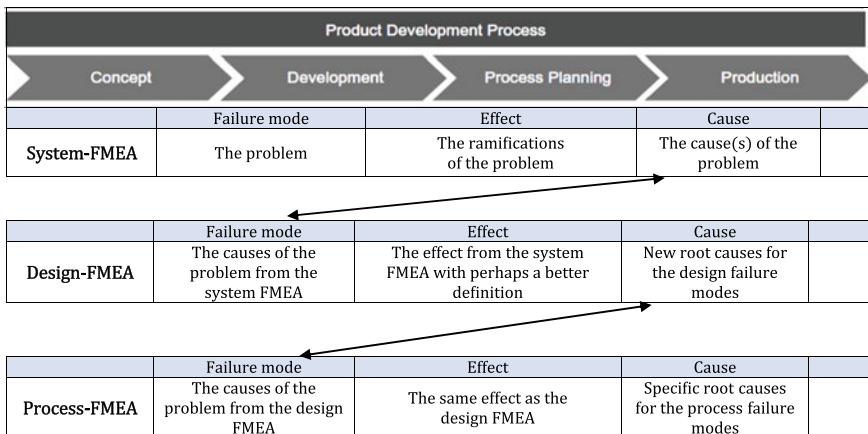 Product Development Process
Concept Development Process Planning Production
Failure mode Effect Cause
System-FMEA
The problem
The ramifications
of the problem
The cause(s) of the
problem
Failure mode Effect Cause
Design-FMEA
The causes of the
problem from the
system FMEA
The effect from the system
FMEA with perhaps a better
definition
New root causes for
the design failure
modes
Failure mode Effect Cause
Process-FMEA
The causes of the
problem from the design
FMEA
The same effect as the
design FMEA
Specific root causes
for the process failure
modes